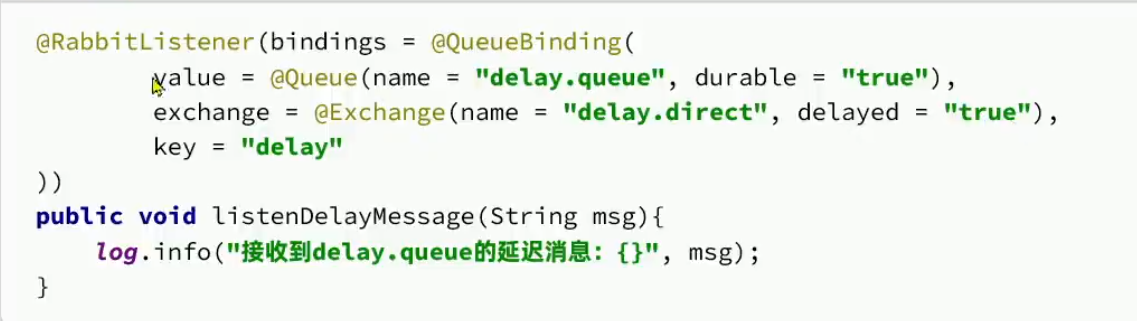 @RabbitListener(bindings = @QueueBinding(
        value = @Queue(name = "delay.queue", durable = "true"),
        exchange = @Exchange(name = "delay.direct", delayed = "true"),
        key = "delay"
))
public void listenDelayMessage(String msg){
    log.info("接收到delay.queue的延迟消息：{}", msg);
}